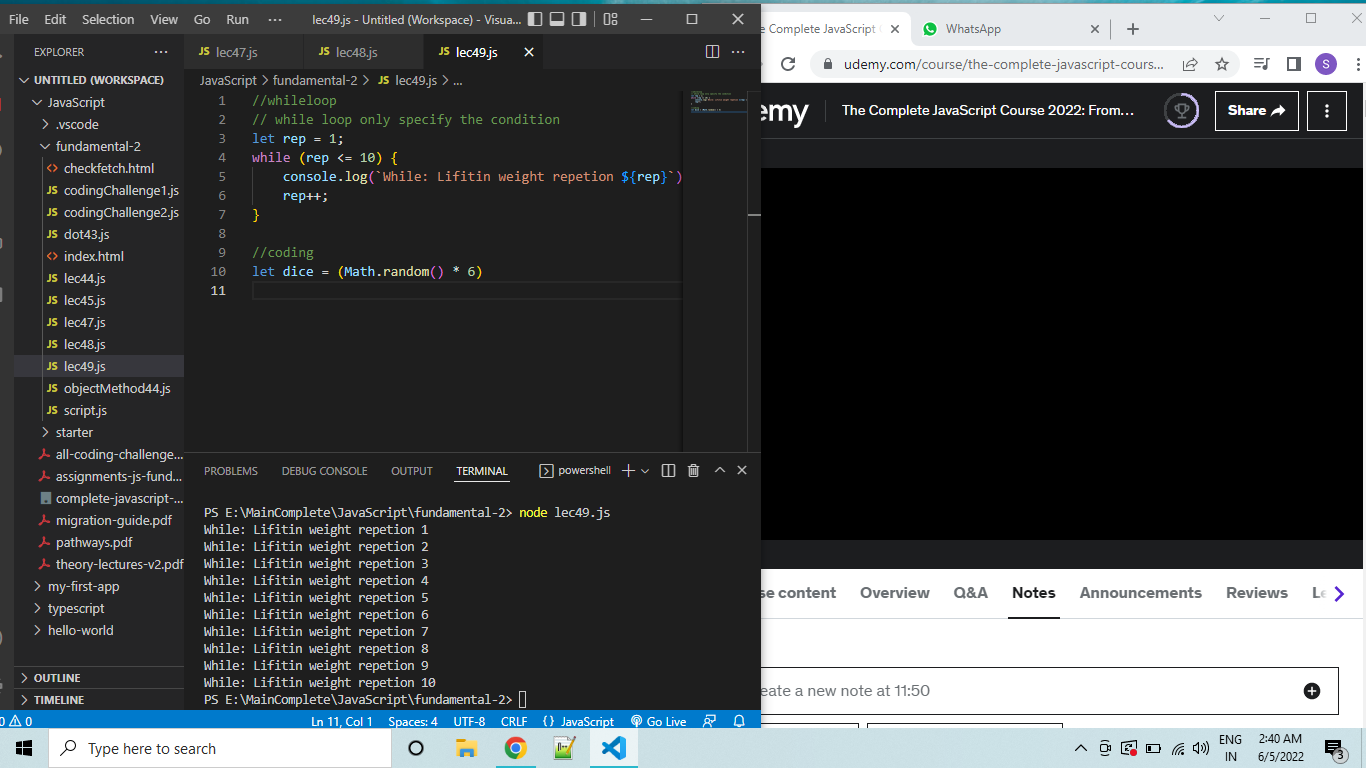 File Edit Selection View Go Run ··· lec49.js - Untitled (Workspace) - Visua...
EXPLORER ···
UNTITLED (WORKSPACE)
JavaScript
.vscode
fundamental-2
checkfetch.html
codingChallenge1.js
codingChallenge2.js
dot43.js
index.html
lec44.js
lec45.js
lec47.js
lec48.js
lec49.js
objectMethod44.js
script.js
starter
all-coding-challenge...
assignments-js-fund...
complete-javascript-...
migration-guide.pdf
pathways.pdf
theory-lectures-v2.pdf
my-first-app
typescript
hello-world
OUTLINE
TIMELINE
JS lec47.js JS lec48.js JS lec49.js
JavaScript > fundamental-2 > JS lec49.js > ...
1 //whileloop
2 // while loop only specify the condition
3 let rep = 1;
4 while (rep <= 10) {
5 console.log(`While: Lifitin weight repetion ${rep}`)
6 rep++;
7 }
8
9 //coding
10 let dice = (Math.random() * 6)
11
PROBLEMS DEBUG CONSOLE OUTPUT TERMINAL powershell
PS E:\MainComplete\JavaScript\fundamental-2> node lec49.js
While: Lifitin weight repetion 1
While: Lifitin weight repetion 2
While: Lifitin weight repetion 3
While: Lifitin weight repetion 4
While: Lifitin weight repetion 5
While: Lifitin weight repetion 6
While: Lifitin weight repetion 7
While: Lifitin weight repetion 8
While: Lifitin weight repetion 9
While: Lifitin weight repetion 10
PS E:\MainComplete\JavaScript\fundamental-2>
0 0 Ln 11, Col 1 Spaces: 4 UTF-8 CRLF {} JavaScript Go Live
e Complete JavaScript WhatsApp
udemy.com/course/the-complete-javascript-cours... S
emy The Complete JavaScript Course 2022: From... Share
se content Overview Q&A Notes Announcements Reviews Le
eate a new note at 11:50
Type here to search
ENG
IN
2:40 AM
6/5/2022
3